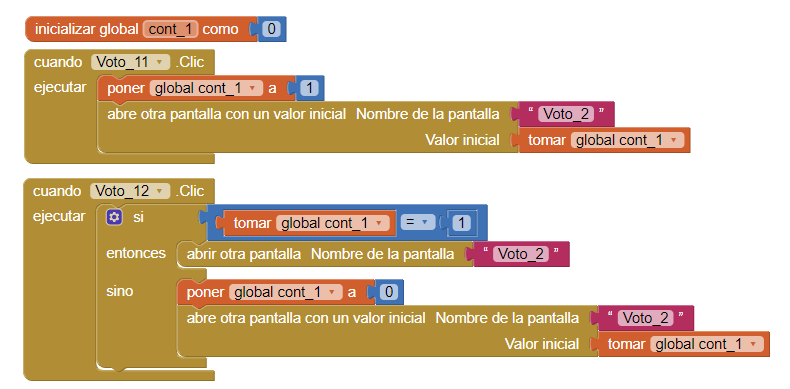 inicializar global cont_1 como 0
cuando Voto_11 .Clic
ejecutar poner global cont_1 a 1
abre otra pantalla con un valor inicial Nombre de la pantalla “ Voto_2 ”
Valor inicial tomar global cont_1
cuando Voto_12 .Clic
ejecutar si tomar global cont_1 = 1
entonces abrir otra pantalla Nombre de la pantalla “ Voto_2 ”
sino poner global cont_1 a 0
abre otra pantalla con un valor inicial Nombre de la pantalla “ Voto_2 ”
Valor inicial tomar global cont_1